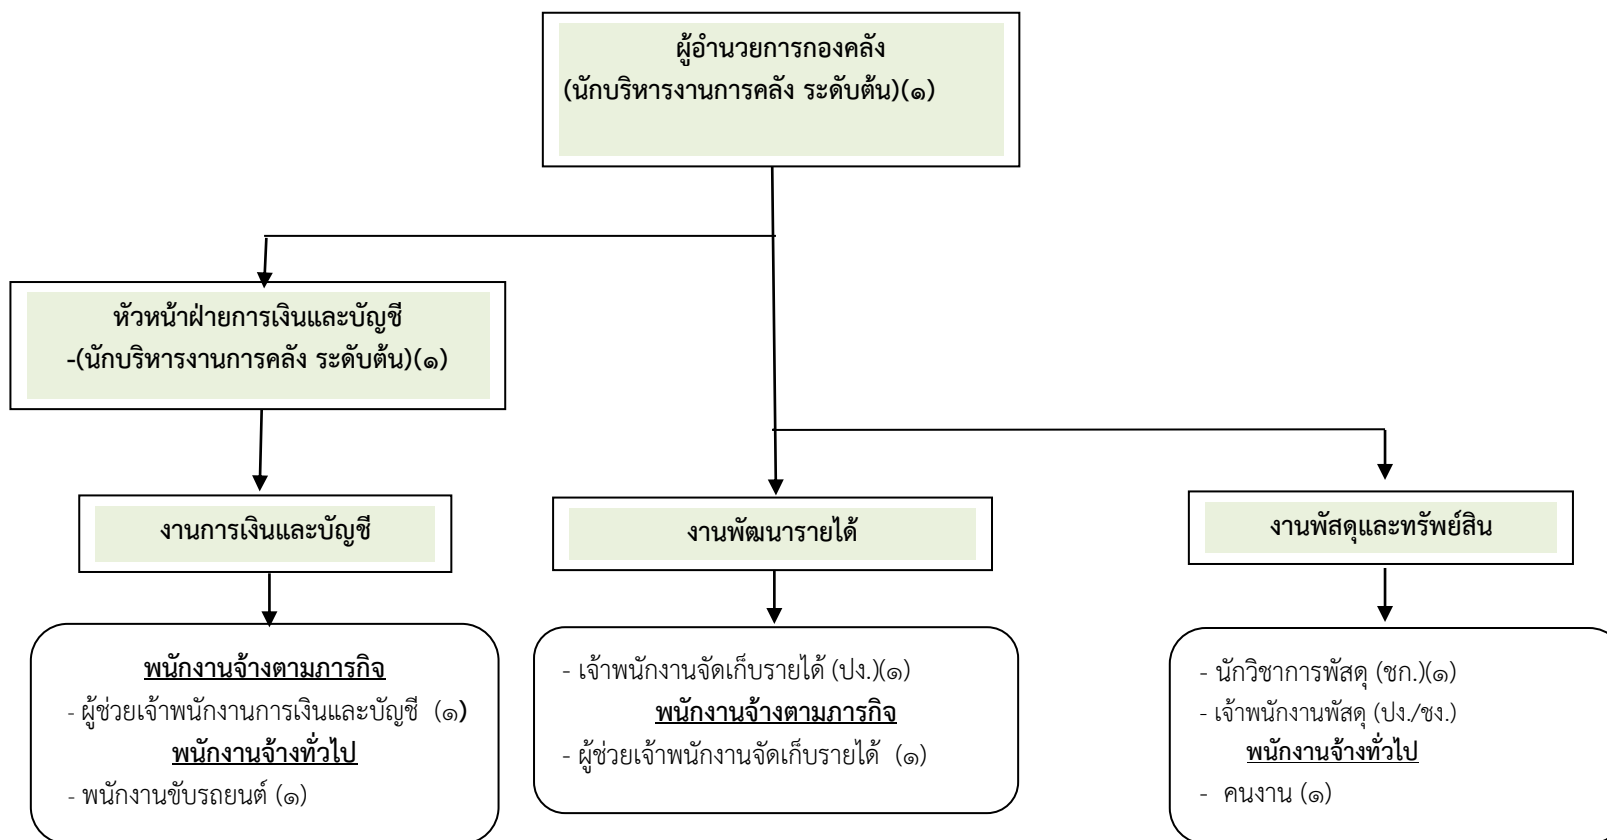 ผู้อำนวยการกองคลัง
(นักบริหารงานการคลัง ระดับต้น)(๑)
หัวหน้าฝ่ายการเงินและบัญชี
-(นักบริหารงานการคลัง ระดับต้น)(๑)
งานการเงินและบัญชี
งานพัฒนารายได้
งานพัสดุและทรัพย์สิน
พนักงานจ้างตามภารกิจ
- ผู้ช่วยเจ้าพนักงานการเงินและบัญชี (๑)
พนักงานจ้างทั่วไป
- พนักงานขับรถยนต์ (๑)
- เจ้าพนักงานจัดเก็บรายได้ (ปง.)(๑)
พนักงานจ้างตามภารกิจ
- ผู้ช่วยเจ้าพนักงานจัดเก็บรายได้ (๑)
- นักวิชาการพัสดุ (ชก.)(๑)
- เจ้าพนักงานพัสดุ (ปง./ชง.)
พนักงานจ้างทั่วไป
- คนงาน (๑)